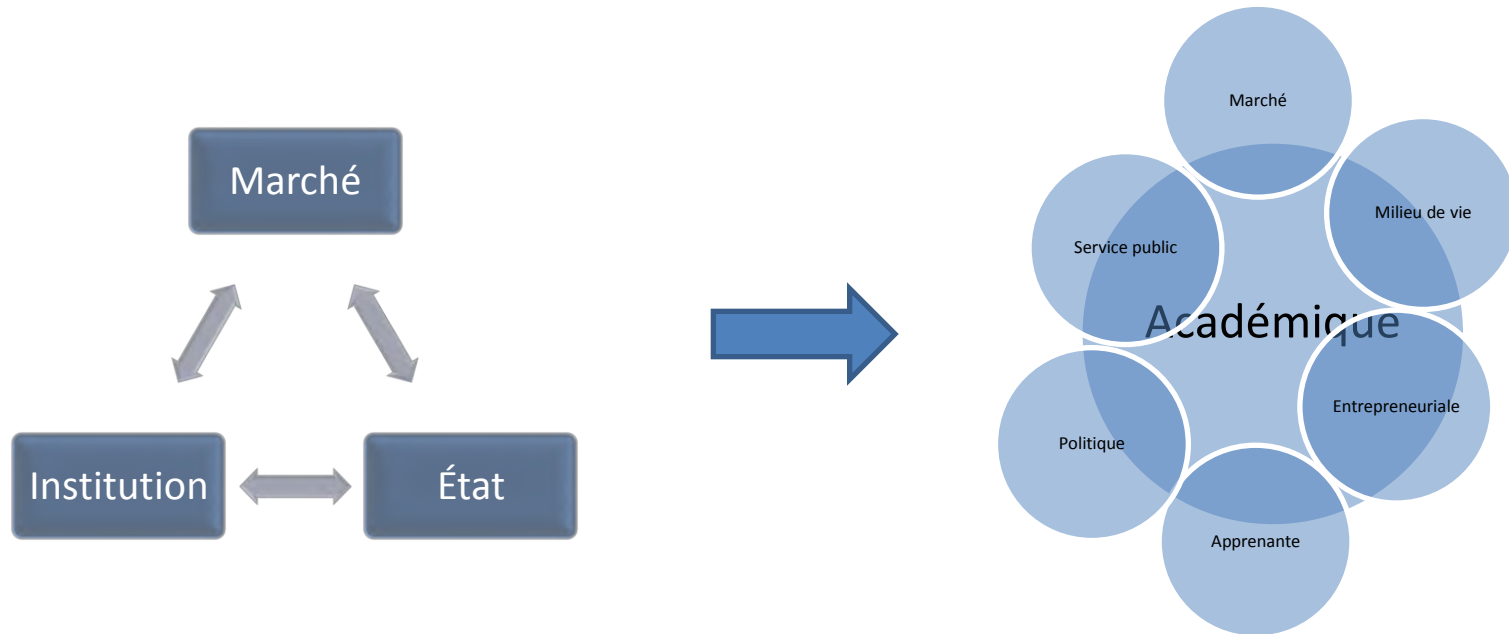 Marché
Institution
État
Marché
Milieu de vie
Service public
Académique
Entrepreneuriale
Politique
Apprenante